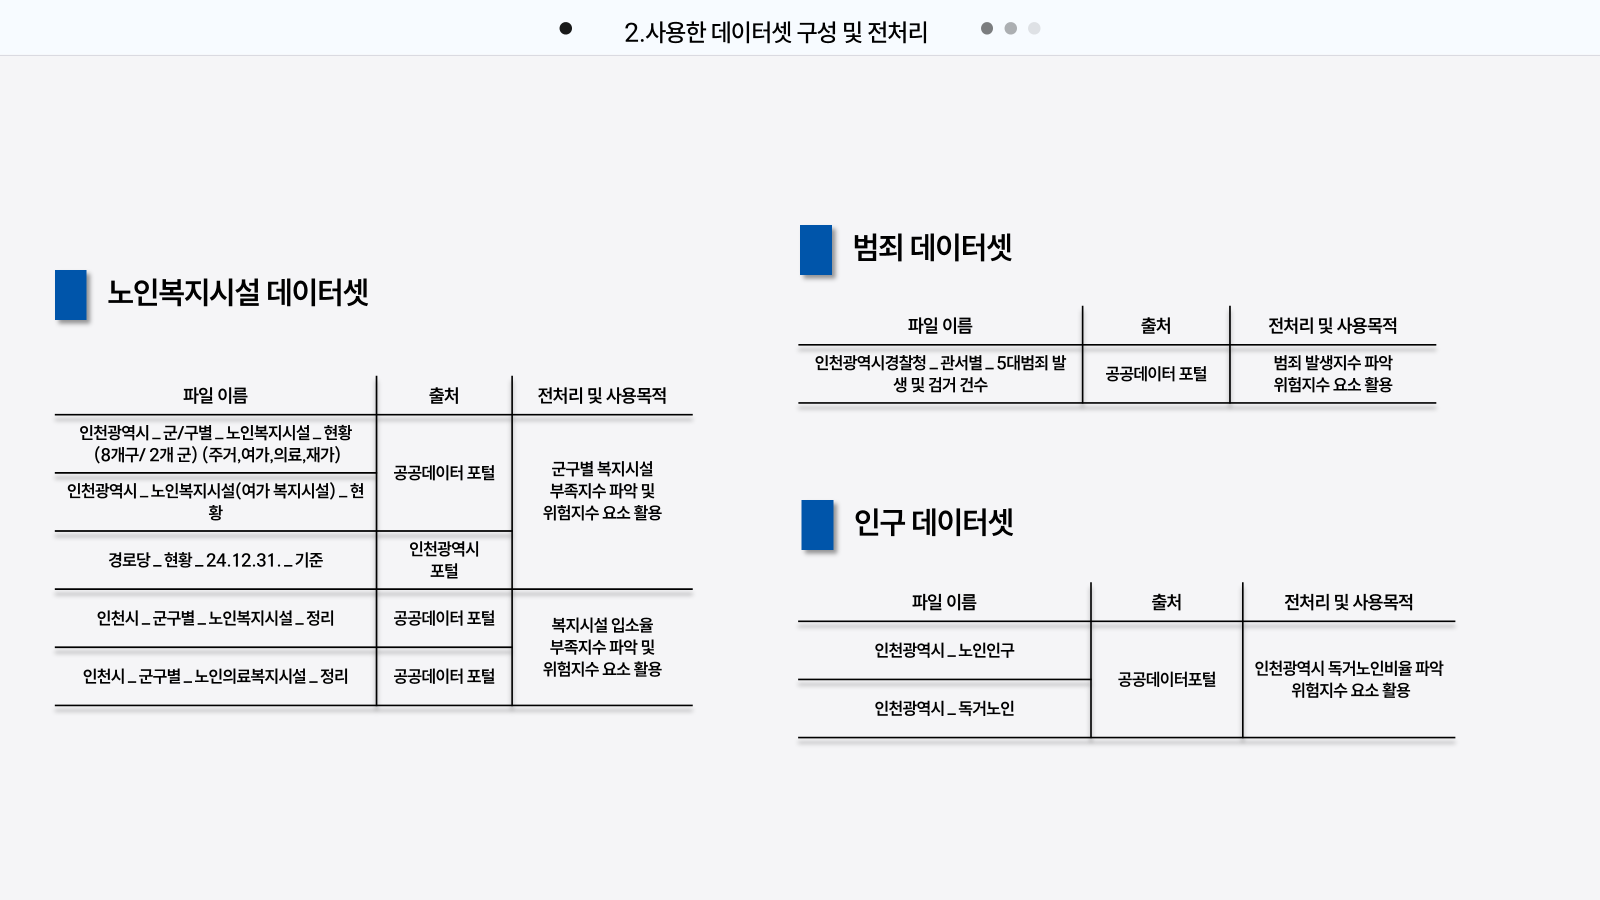 2.사용한 데이터셋 구성 및 전처리
노인복지시설 데이터셋
파일 이름
출처
전처리 및 사용목적
인천광역시_군/구별_노인복지시설_현황
(8개구/ 2개 군) (주거,여가,의료,재가)
공공데이터 포털
군구별 복지시설
부족지수 파악 및
위험지수 요소 활용
인천광역시_노인복지시설(여가 복지시설)_현
황
경로당_현황_24.12.31._기준
인천광역시
포털
인천시_군구별_노인복지시설_정리
공공데이터 포털
복지시설 입소율
부족지수 파악 및
위험지수 요소 활용
인천시_군구별_노인의료복지시설_정리
공공데이터 포털
범죄 데이터셋
파일 이름
출처
전처리 및 사용목적
인천광역시경찰청_관서별_5대범죄 발
생 및 검거 건수
공공데이터 포털
범죄 발생지수 파악
위험지수 요소 활용
인구 데이터셋
파일 이름
출처
전처리 및 사용목적
인천광역시_노인인구
공공데이터포털
인천광역시 독거노인비율 파악
위험지수 요소 활용
인천광역시_독거노인